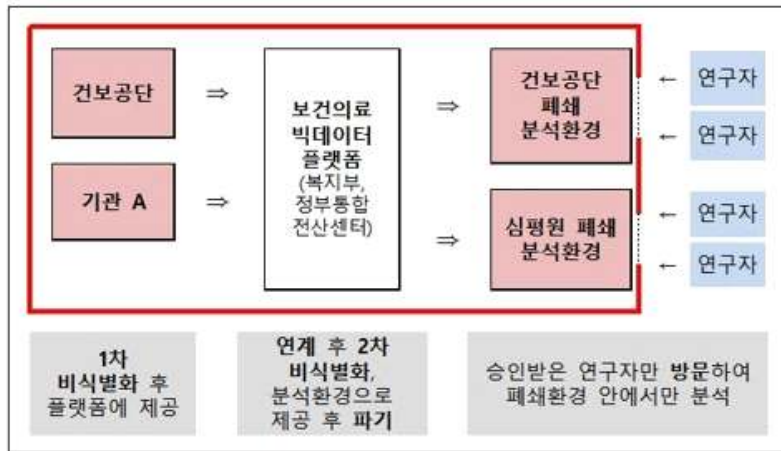 건보공단
⇒
기관 A
⇒
보건의료
빅데이터
플랫폼
(복지부,
정부통합
전산센터)
⇒
⇒
건보공단
폐쇄
분석환경
심평원 폐쇄
분석환경
← 연구자
← 연구자
← 연구자
← 연구자
1차
비식별화 후
플랫폼에 제공
연계 후 2차
비식별화,
분석환경으로
제공 후 파기
승인받은 연구자만 방문하여
폐쇄환경 안에서만 분석